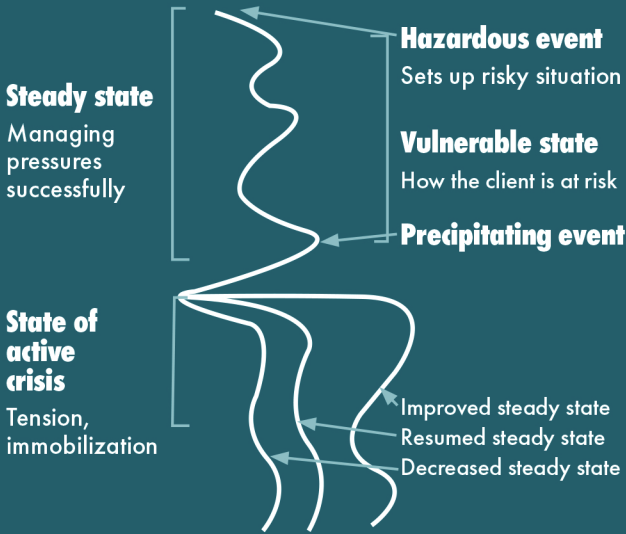 Steady state
Managing
pressures
successfully
Hazardous event
Sets up risky situation
Vulnerable state
How the client is at risk
Precipitating event
State of
active
crisis
Tension,
immobilization
Improved steady state
Resumed steady state
Decreased steady state